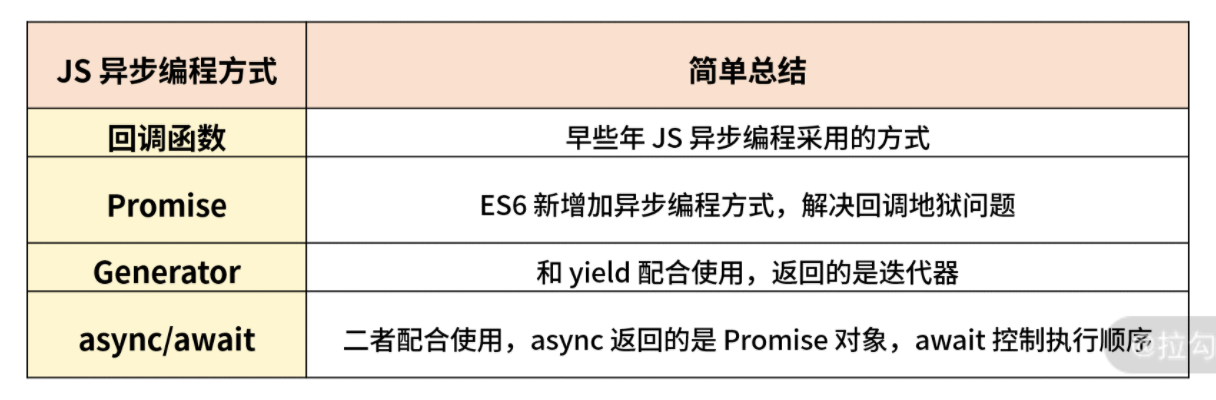 JS 异步编程方式 简单总结
回调函数 早些年 JS 异步编程采用的方式
Promise ES6 新增加异步编程方式，解决回调地狱问题
Generator 和 yield 配合使用，返回的是迭代器
async/await 二者配合使用，async 返回的是 Promise 对象，await 控制执行顺序
@拉勾